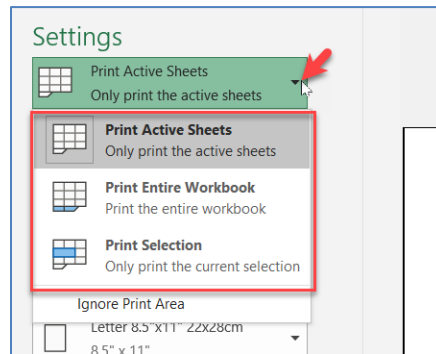 Settings
Print Active Sheets
Only print the active sheets
Print Active Sheets
Only print the active sheets
Print Entire Workbook
Print the entire workbook
Print Selection
Only print the current selection
Ignore Print Area
Letter 8.5"x11" 22x28cm
8.5" x 11"